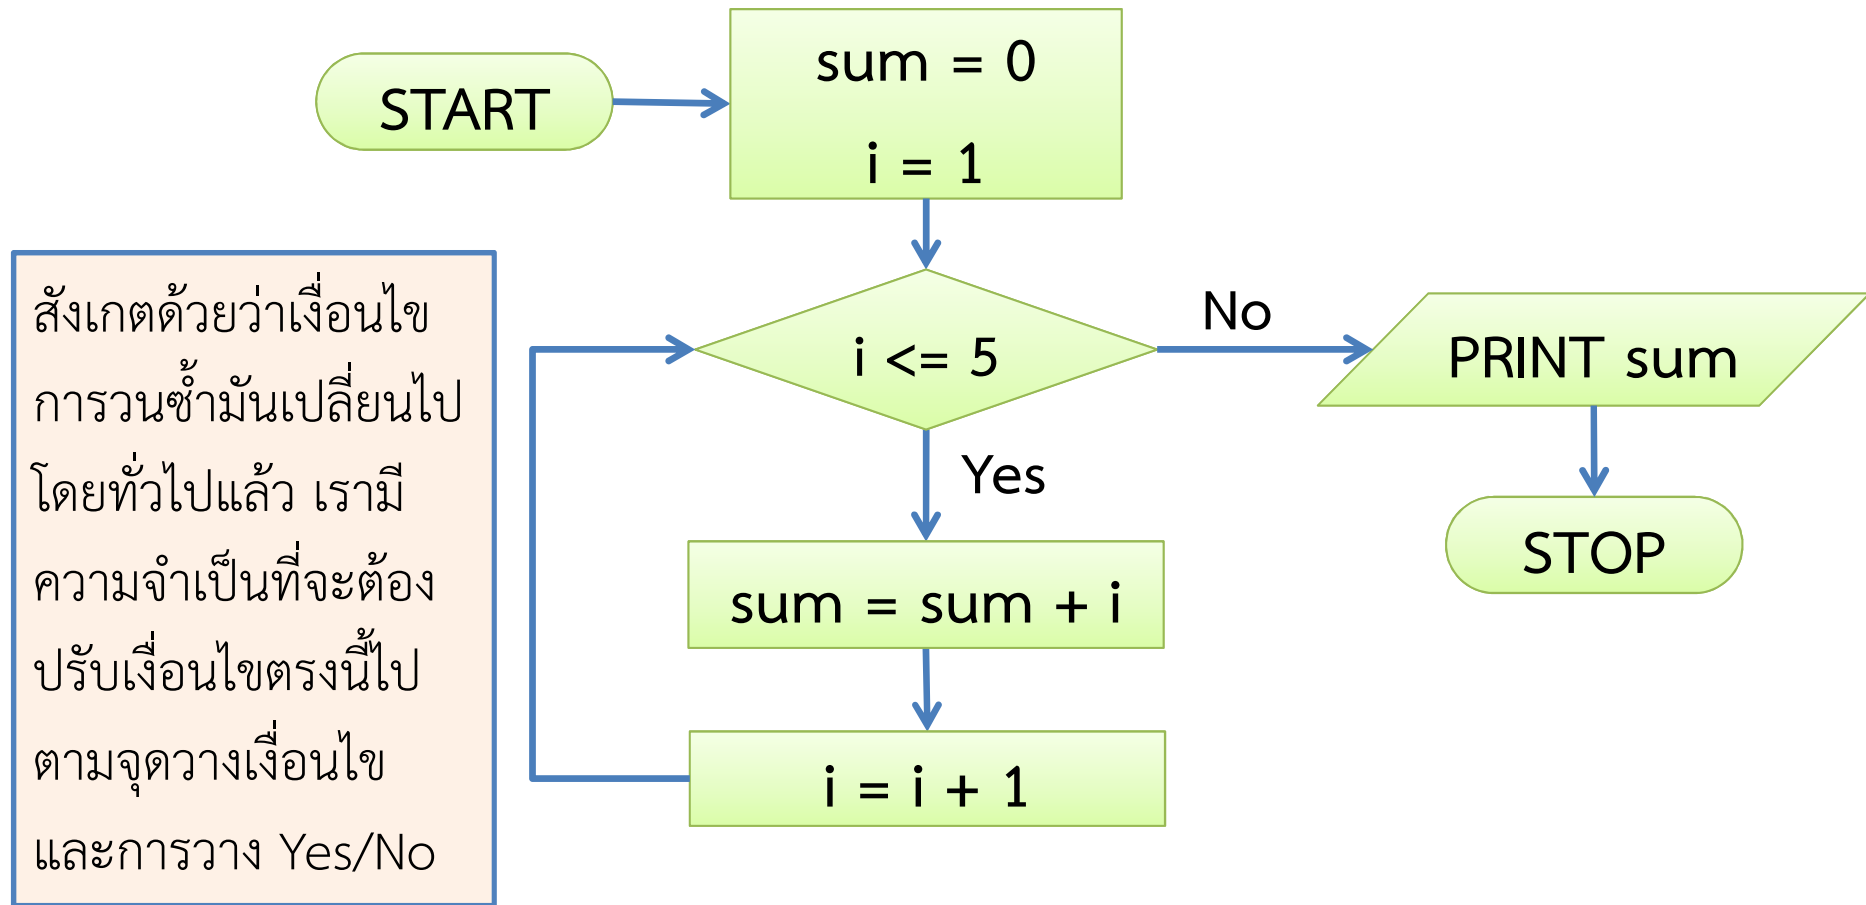 START
sum = 0
i = 1
i <= 5
No
PRINT sum
Yes
STOP
sum = sum + i
i = i + 1
สังเกตด้วยว่าเงื่อนไข
การวนซ้ำมันเปลี่ยนไป
โดยทั่วไปแล้ว เรามี
ความจำเป็นที่จะต้อง
ปรับเงื่อนไขตรงนี้ไป
ตามจุดวางเงื่อนไข
และการวาง Yes/No